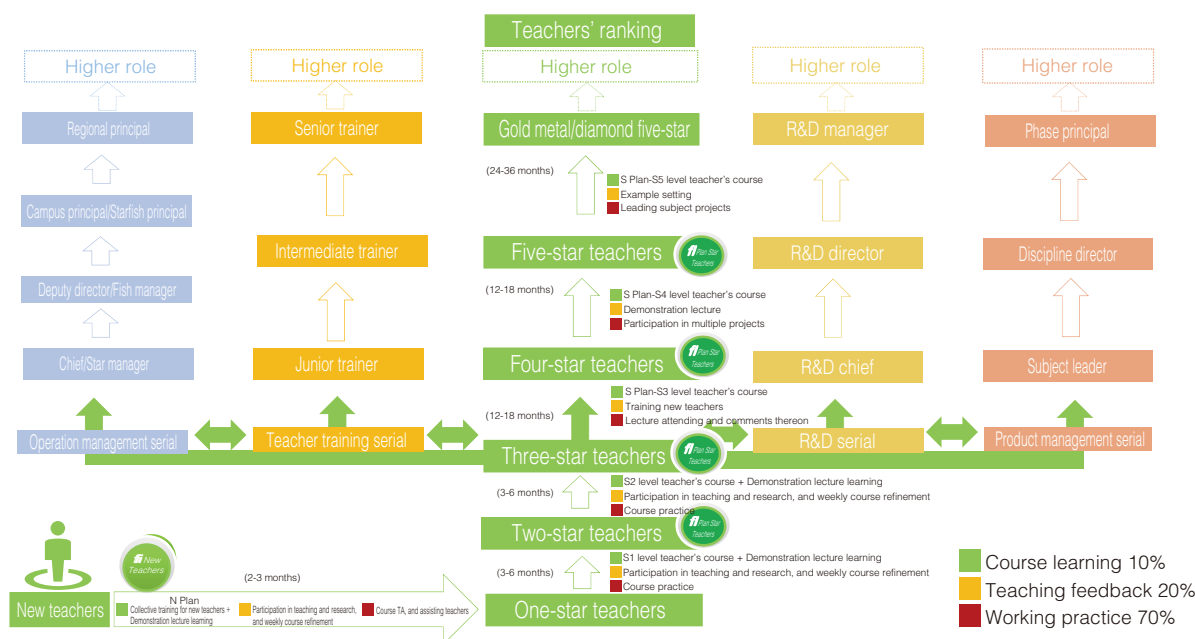 Teachers' ranking
Higher role
Higher role
Higher role
Higher role
Higher role
Regional principal
Senior trainer
Gold metal/diamond five-star
R&D manager
Phase principal
(24-36 months)
S Plan-S5 level teacher's course
Example setting
Leading subject projects
Campus principal/Starfish principal
Intermediate trainer
Five-star teachers
Plan Star
Teachers
R&D director
Discipline director
Deputy director/Fish manager
(12-18 months)
S Plan-S4 level teacher's course
Demonstration lecture
Participation in multiple projects
Chief/Star manager
Junior trainer
Four-star teachers
Plan Star
Teachers
R&D chief
Subject leader
(12-18 months)
S Plan-S3 level teacher's course
Training new teachers
Lecture attending and comments thereon
Operation management serial
Teacher training serial
Three-star teachers
Plan Star
Teachers
R&D serial
Product management serial
(3-6 months)
S2 level teacher's course + Demonstration lecture learning
Participation in teaching and research, and weekly course refinement
Course practice
Two-star teachers
Plan Star
Teachers
(3-6 months)
S1 level teacher's course + Demonstration lecture learning
Participation in teaching and research, and weekly course refinement
Course practice
One-star teachers
New teachers
New
Teachers
(2-3 months)
N Plan
Collective training for new teachers +
Demonstration lecture learning
Participation in teaching and research,
and weekly course refinement
Course TA, and assisting teachers
Course learning 10%
Teaching feedback 20%
Working practice 70%